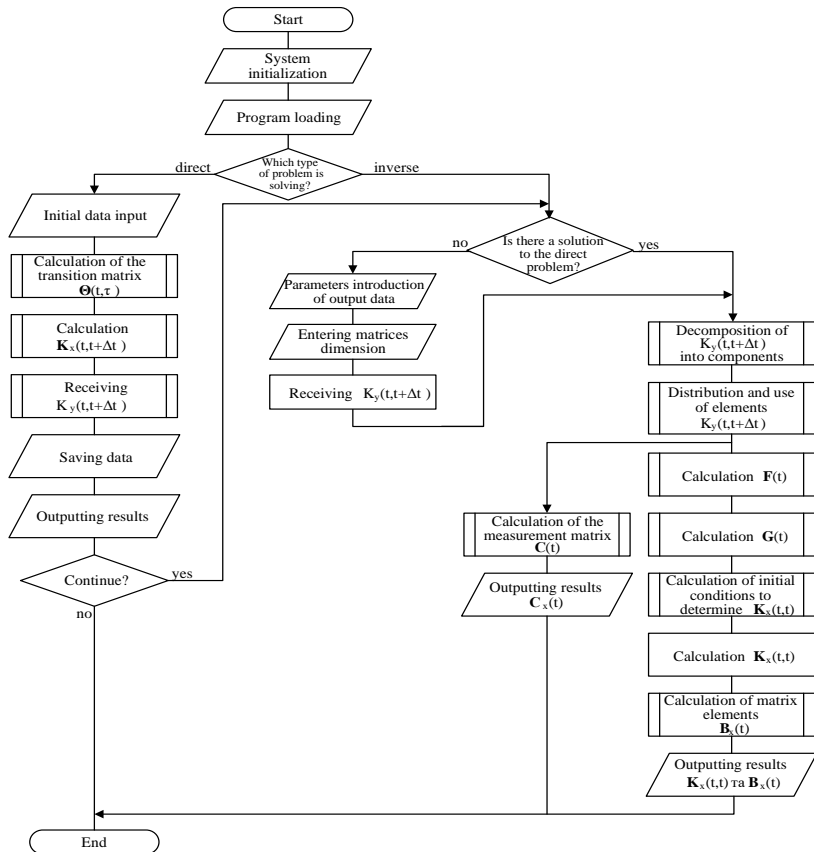 Start
System
initialization
Program loading
direct
Which type
of problem is
solving?
inverse
Initial data input
Calculation of the
transition matrix
Θ(t,τ )
Calculation
Kx(t,t+Δt )
Receiving
Ky(t,t+Δt )
Saving data
Outputting results
Continue?
yes
no
no
Is there a solution
to the direct
problem?
yes
Parameters introduction
of output data
Entering matrices
dimension
Receiving Ky(t,t+Δt )
Decomposition of
Ky(t,t+Δt)
into components
Distribution and use
of elements
Ky(t,t+Δt)
Calculation of the
measurement matrix
C(t)
Outputting results
Cx(t)
Calculation F(t)
Calculation G(t)
Calculation of initial
conditions to
determine Kx(t,t)
Calculation Kx(t,t)
Calculation of matrix
elements
Bx(t)
Outputting results
Kx(t,t) та Bx(t)
End